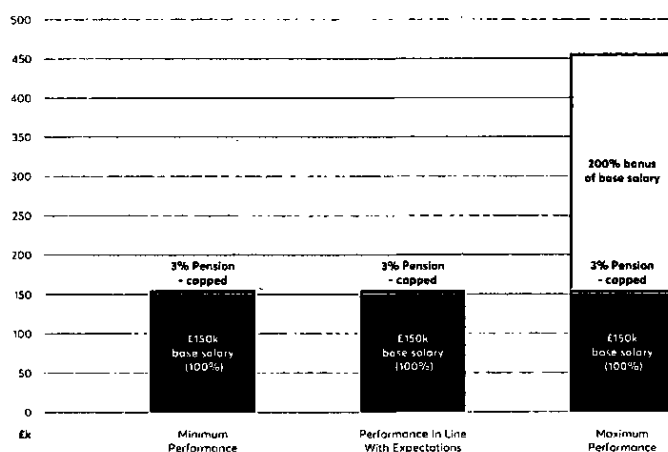 500
450
400
350
300
250
200
150
100
50
0
£k
200% bonus
of base salary
3% Pension
- capped
3% Pension
- capped
3% Pension
- capped
£150k
base salary
(100%)
£150k
base salary
(100%)
£150k
base salary
(100%)
Minimum
Performance
Performance In Line
With Expectations
Maximum
Performance